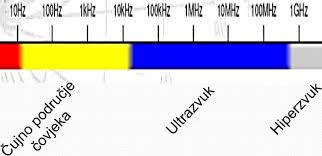 10Hz 100Hz 1kHz 10kHz 100kHz 1MHz 10MHz 100MHz 1GHz
Čujno područje
čovjeka
Ultrazvuk
Hiperzvuk